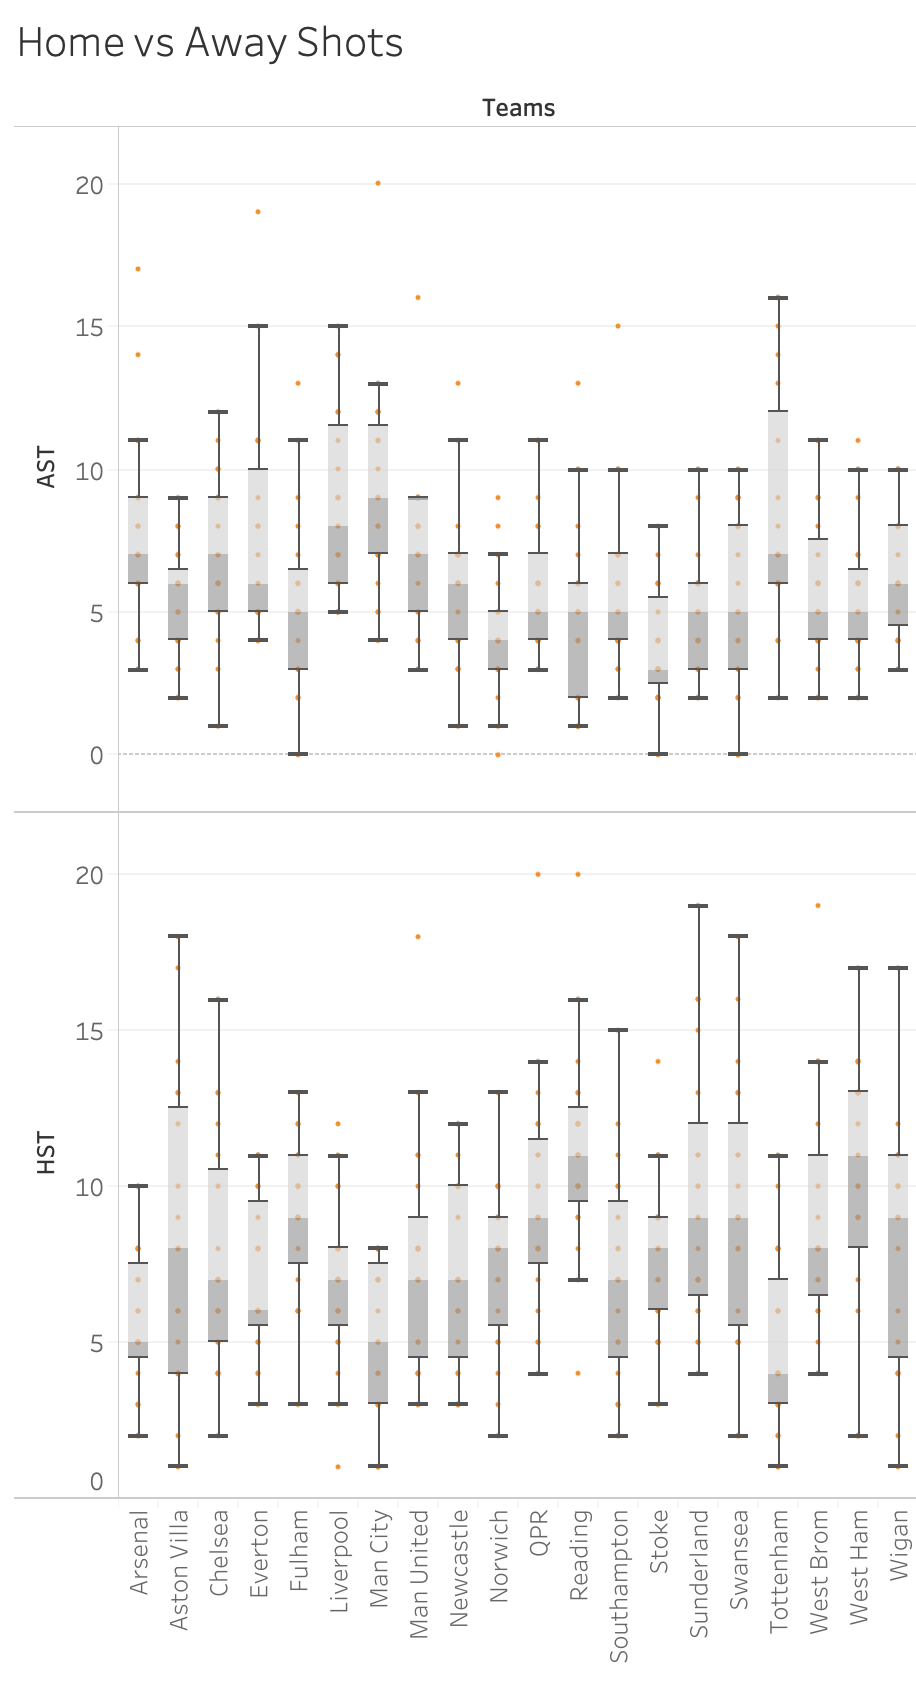 Home vs Away Shots
Teams
AST
20
15
10
5
0
HST
20
15
10
5
0
Arsenal
Aston Villa
Chelsea
Everton
Fulham
Liverpool
Man City
Man United
Newcastle
Norwich
QPR
Reading
Southampton
Stoke
Sunderland
Swansea
Tottenham
West Brom
West Ham
Wigan